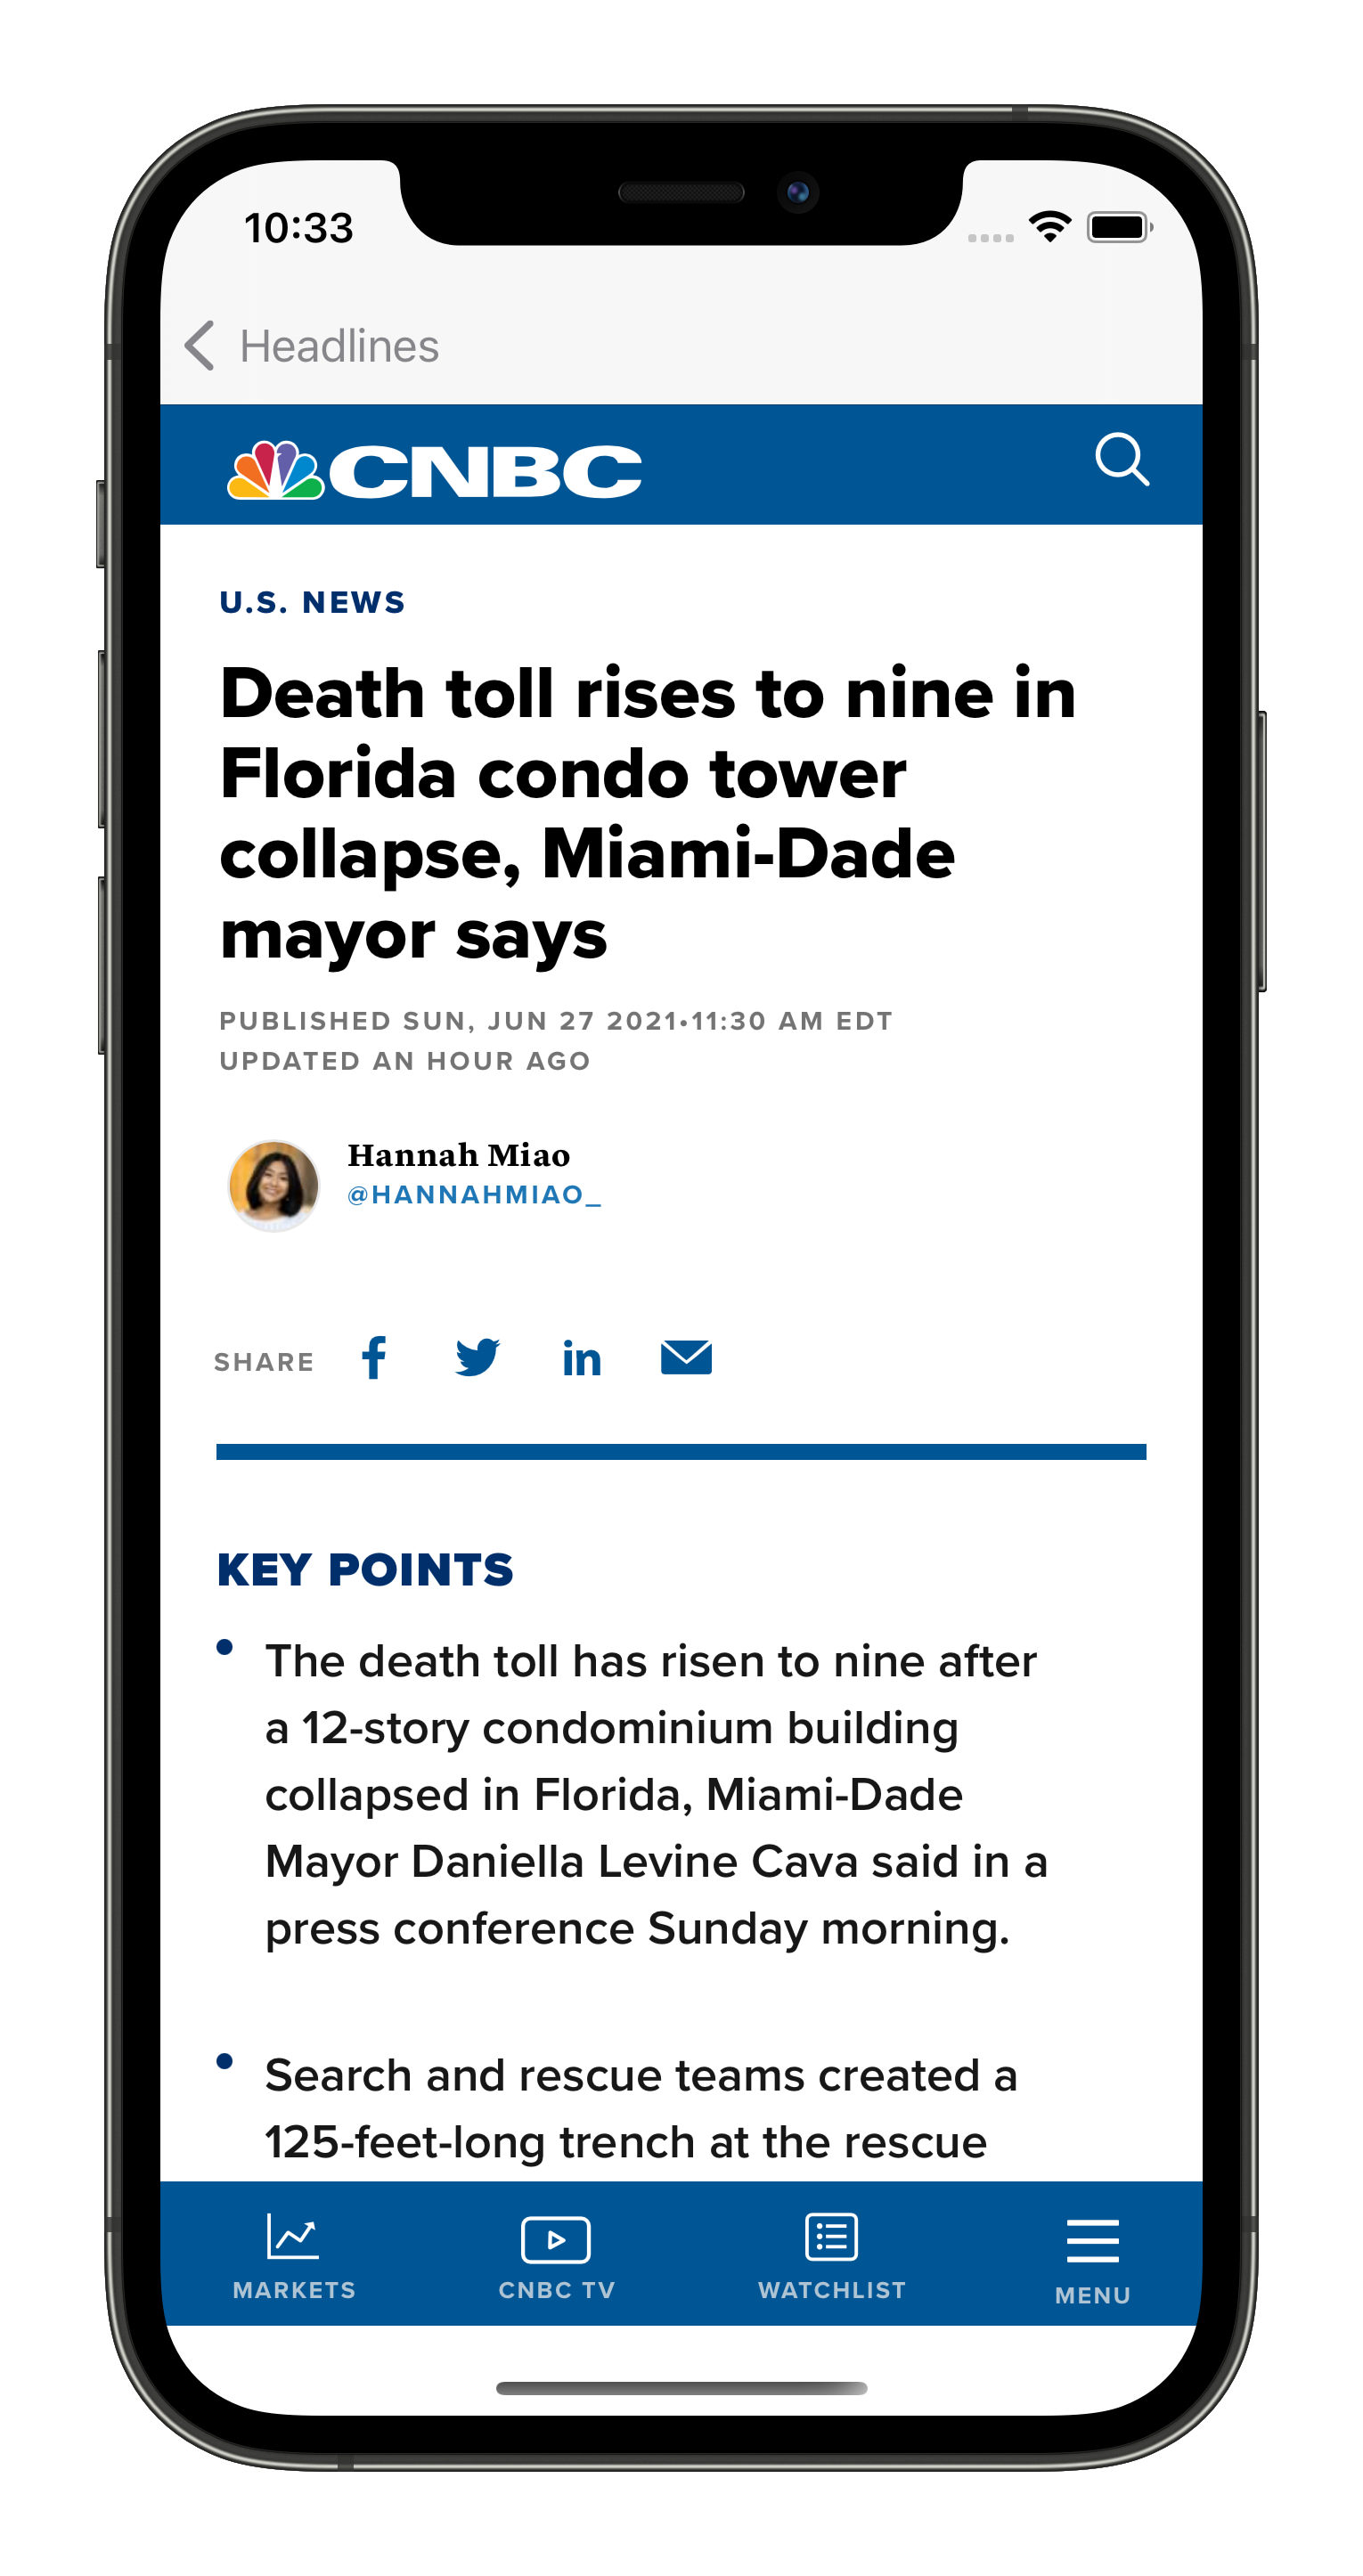 10:33
Headlines
CNBC
U.S. NEWS
Death toll rises to nine in
Florida condo tower
collapse, Miami-Dade
mayor says
PUBLISHED SUN, JUN 27 2021•11:30 AM EDT
UPDATED AN HOUR AGO
Hannah Miao
@HANNAHMIAO_
SHARE
KEY POINTS
• The death toll has risen to nine after
a 12-story condominium building
collapsed in Florida, Miami-Dade
Mayor Daniella Levine Cava said in a
press conference Sunday morning.
• Search and rescue teams created a
125-feet-long trench at the rescue
MARKETS
CNBC TV
WATCHLIST
MENU